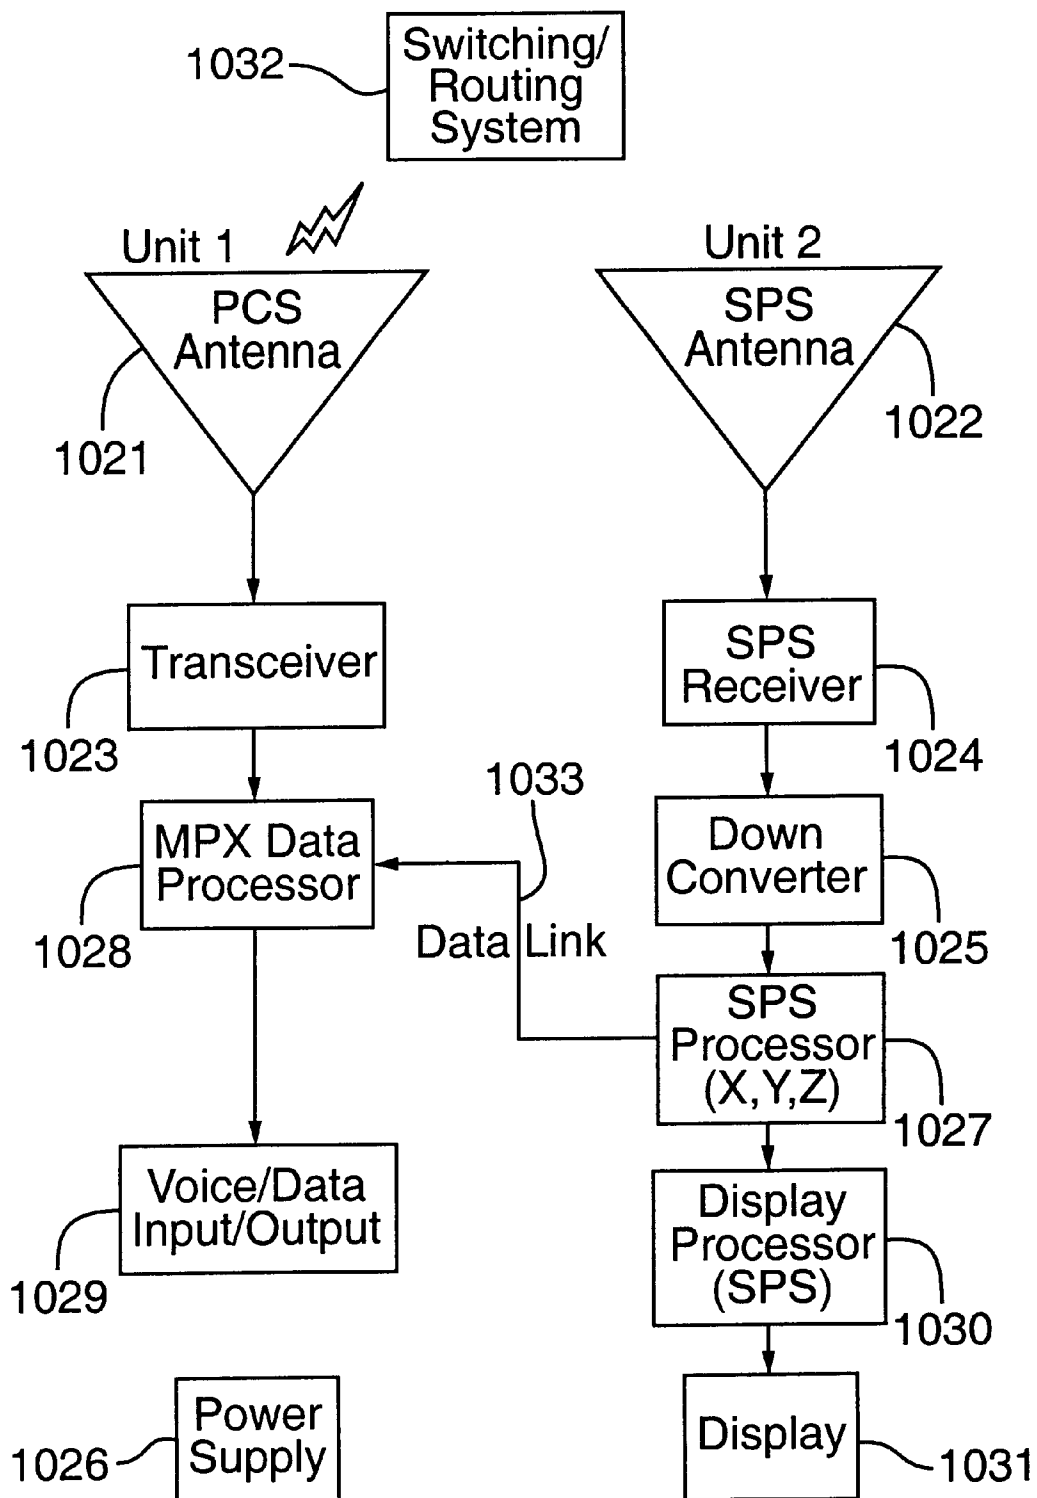 Switching/
Routing
System
1032
Unit 1
PCS
Antenna
1021
Unit 2
SPS
Antenna
1022
Transceiver
1023
SPS
Receiver
1024
1033
MPX Data
Processor
1028
Data Link
Down
Converter
1025
SPS
Processor
(X,Y,Z)
1027
Voice/Data
Input/Output
1029
Display
Processor
(SPS)
1030
Power
Supply
1026
Display
1031